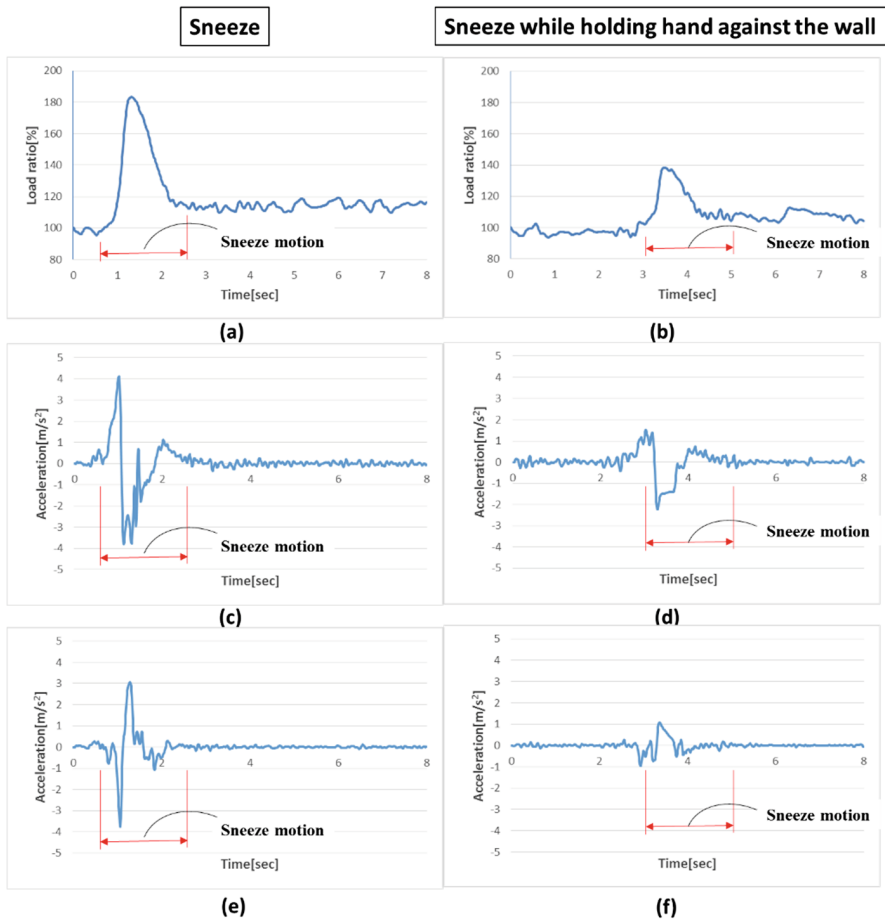 Sneeze
Sneeze while holding hand against the wall
200
180
160
140
120
100
80
Load ratio[%]
0 1 2 3 4 5 6 7 8
Time[sec]
Sneeze motion
(a)
200
180
160
140
120
100
80
Load ratio[%]
0 1 2 3 4 5 6 7 8
Time[sec]
Sneeze motion
(b)
5
4
3
2
1
0
-1
-2
-3
-4
-5
Acceleration[m/s²]
0 2 4 6 8
Time[sec]
Sneeze motion
(c)
5
4
3
2
1
0
-1
-2
-3
-4
-5
Acceleration[m/s²]
0 2 4 6 8
Time[sec]
Sneeze motion
(d)
5
4
3
2
1
0
-1
-2
-3
-4
-5
Acceleration[m/s²]
0 2 4 6 8
Time[sec]
Sneeze motion
(e)
5
4
3
2
1
0
-1
-2
-3
-4
-5
Acceleration[m/s²]
0 2 4 6 8
Time[sec]
Sneeze motion
(f)